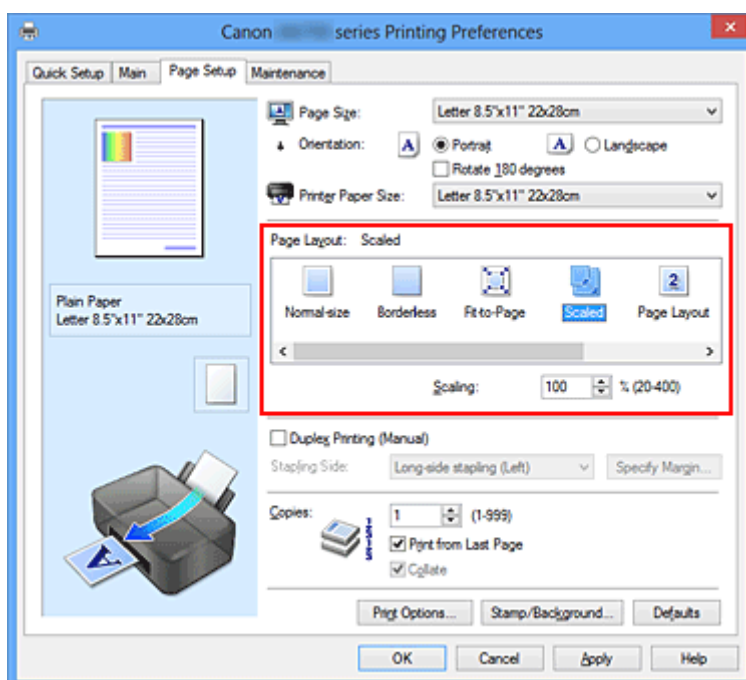 Canon series Printing Preferences
Quick Setup Main Page Setup Maintenance
Page Size: Letter 8.5"x11" 22x28cm
Orientation: A Portrait A Landscape
Rotate 180 degrees
Printer Paper Size: Letter 8.5"x11" 22x28cm
Page Layout: Scaled
Normal-size Borderless Fit-to-Page Scaled 2 Page Layout
Scaling: 100 % (20-400)
Plain Paper
Letter 8.5"x11" 22x28cm
Duplex Printing (Manual)
Stapling Side: Long-side stapling (Left) Specify Margin...
Copies: 1 (1-999)
Print from Last Page
Collate
A
Print Options... Stamp/Background... Defaults
OK Cancel Apply Help